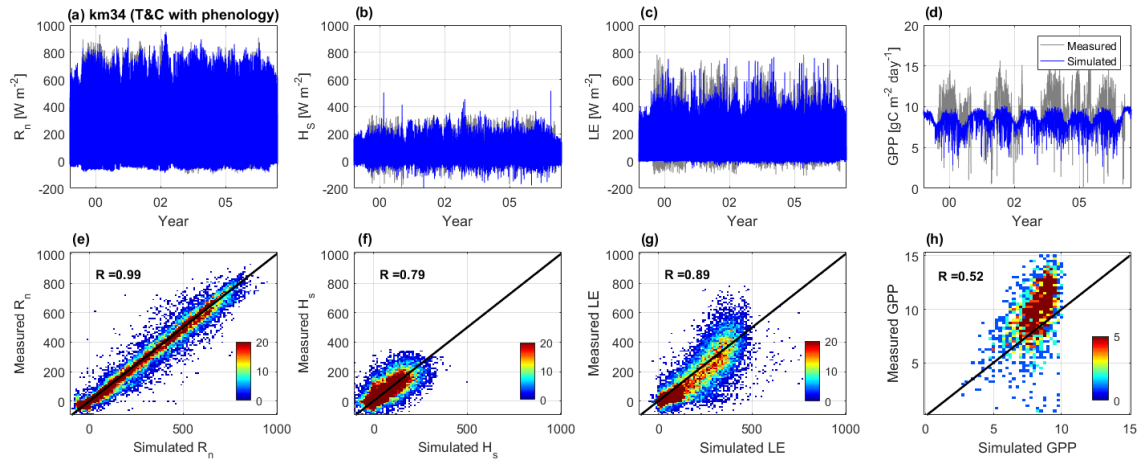 (a) km34 (T&C with phenology)
(b)
(c)
(d)
1000
800
600
400
200
0
-200
00
02
05
Year
R_n [W m^-2]
1000
800
600
400
200
0
-200
00
02
05
Year
H_S [W m^-2]
1000
800
600
400
200
0
-200
00
02
05
Year
LE [W m^-2]
20
15
10
5
0
00
02
05
Year
GPP [gC m^-2 day^-1]
Measured
Simulated
(e)
(f)
(g)
(h)
R =0.99
1000
800
600
400
200
0
0
500
1000
Simulated R_n
Measured R_n
20
10
0
R =0.79
1000
800
600
400
200
0
0
500
1000
Simulated H_s
Measured H_s
20
10
0
R =0.89
1000
800
600
400
200
0
0
500
1000
Simulated LE
Measured LE
20
10
0
R =0.52
15
10
5
0
5
10
15
Simulated GPP
Measured GPP
5
0